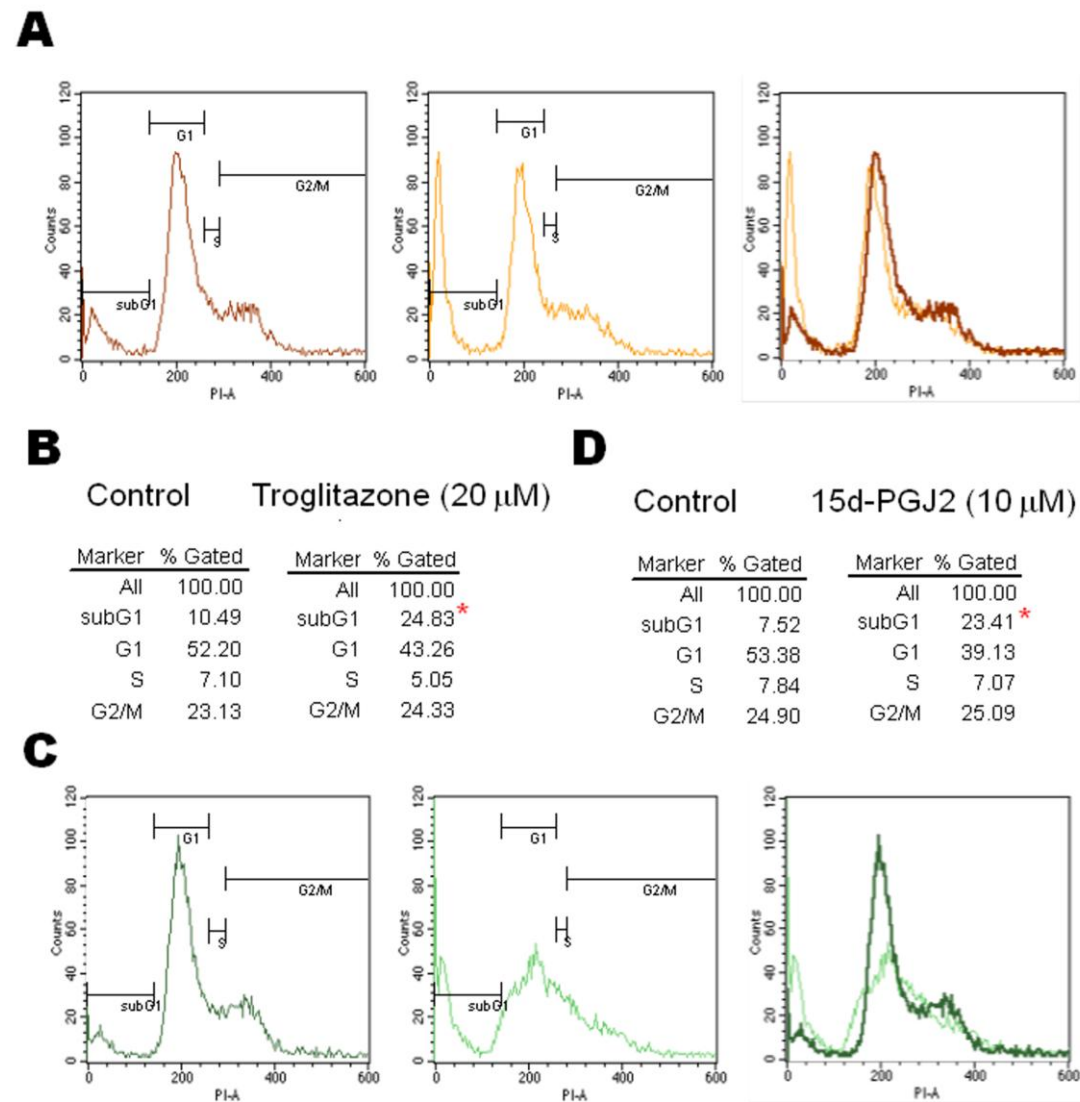 A
120
100
80
60
40
20
0
Counts
G1
G2/M
S
subG1
0 200 400 600
PI-A
120
100
80
60
40
20
0
Counts
G1
G2/M
S
subG1
0 200 400 600
PI-A
120
100
80
60
40
20
0
Counts
0 200 400 600
PI-A
B
Control
Marker % Gated
All 100.00
subG1 10.49
G1 52.20
S 7.10
G2/M 23.13
Troglitazone (20 μM)
Marker % Gated
All 100.00
subG1 24.83*
G1 43.26
S 5.05
G2/M 24.33
D
Control
Marker % Gated
All 100.00
subG1 7.52
G1 53.38
S 7.84
G2/M 24.90
15d-PGJ2 (10 μM)
Marker % Gated
All 100.00
subG1 23.41*
G1 39.13
S 7.07
G2/M 25.09
C
120
100
80
60
40
20
0
Counts
G1
G2/M
S
subG1
0 200 400 600
PI-A
120
100
80
60
40
20
0
Counts
G1
G2/M
S
subG1
0 200 400 600
PI-A
120
100
80
60
40
20
0
Counts
0 200 400 600
PI-A